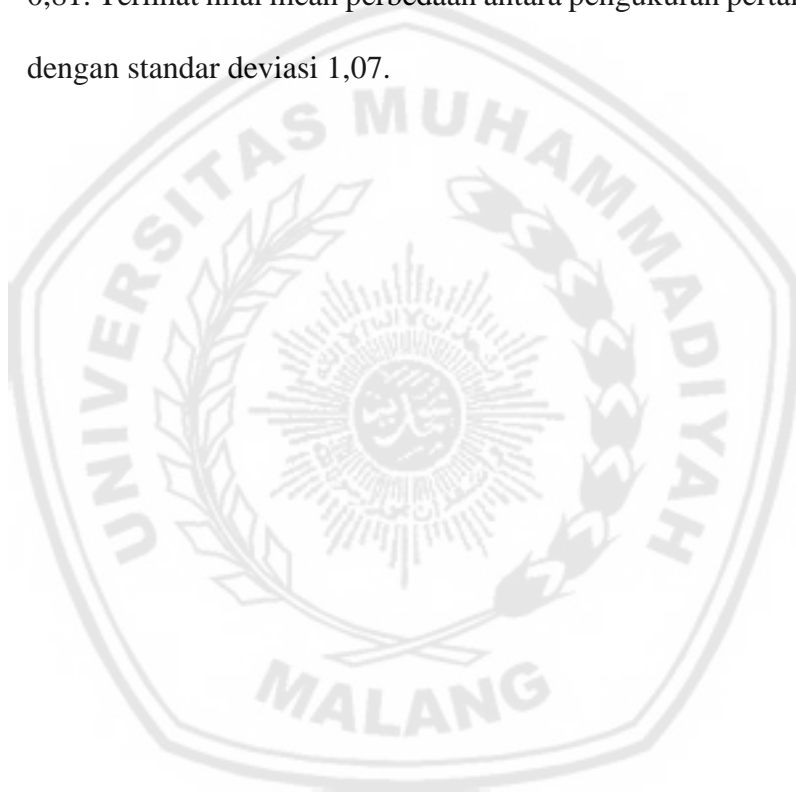 0,81. Terlihat nilai mean perbedaan antara pengukuran
dengan standar deviasi 1,07.
UNIVERSITAS MUHAMMADIYAH
MALANG